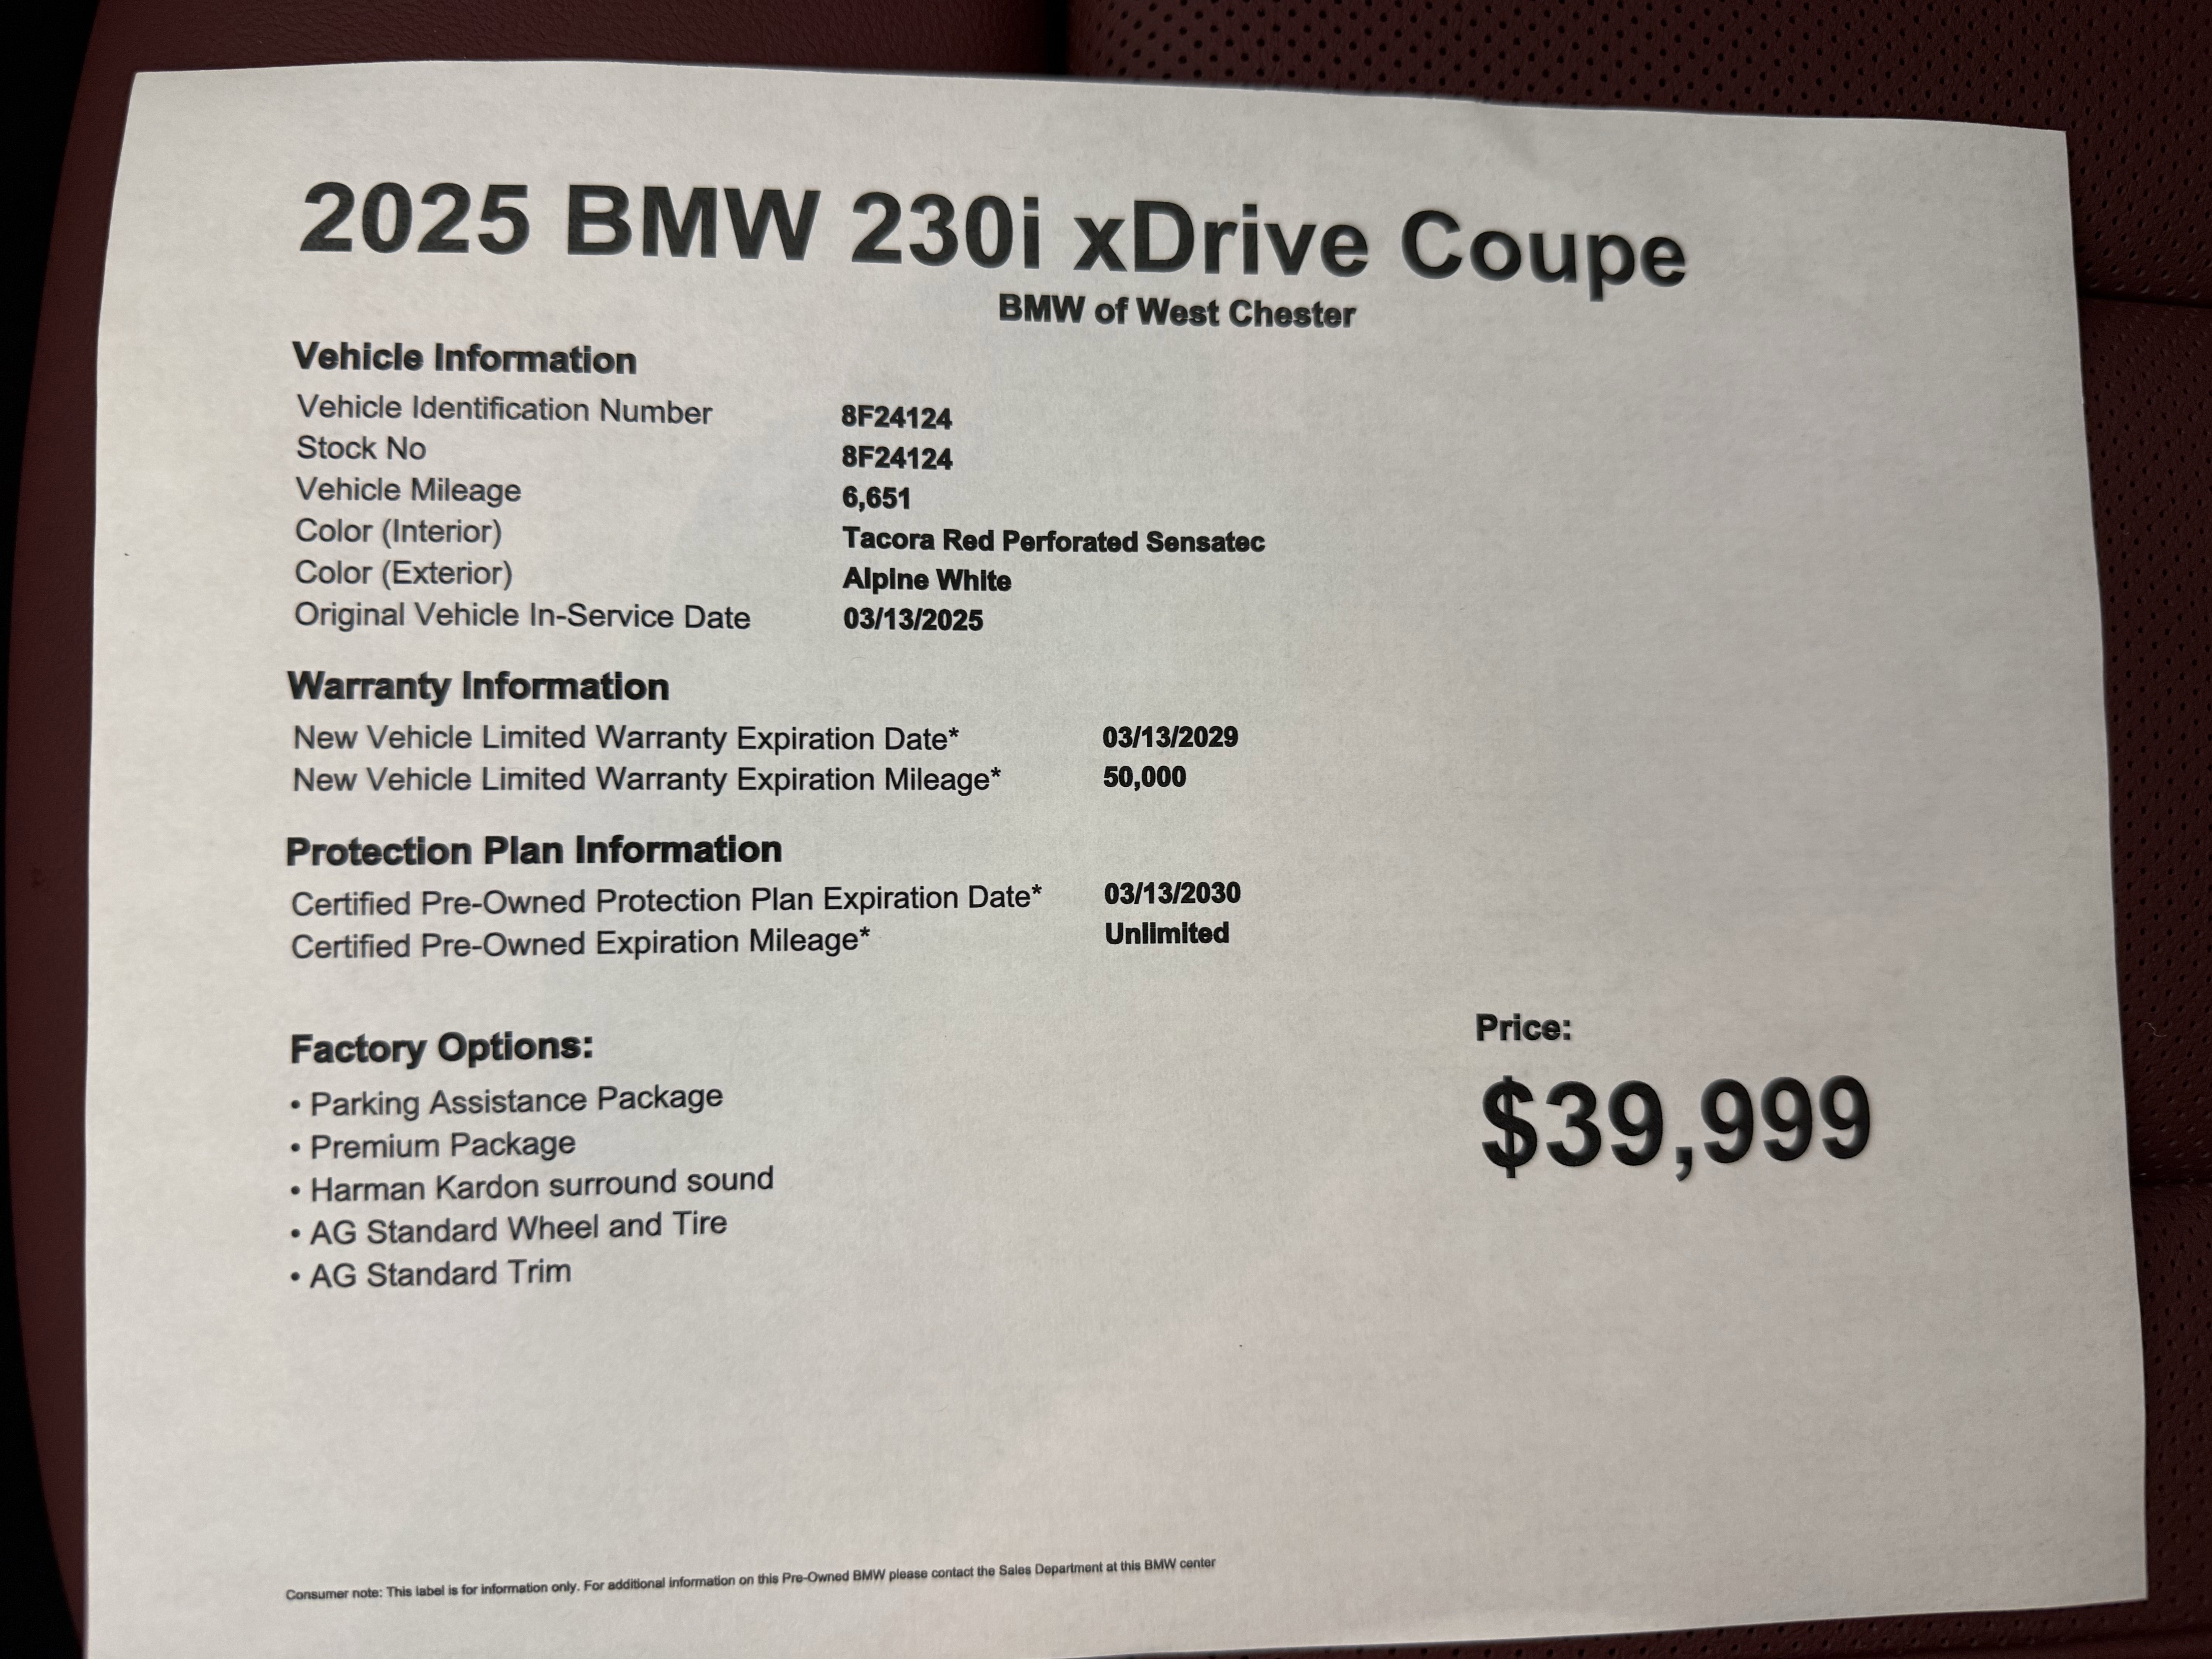 2025 BMW 230i xDrive Coupe
BMW of West Chester
Vehicle Information
Vehicle Identification Number 8F24124
Stock No 8F24124
Vehicle Mileage 6,651
Color (Interior) Tacora Red Perforated Sensatec
Color (Exterior) Alpine White
Original Vehicle In-Service Date 03/13/2025
Warranty Information
New Vehicle Limited Warranty Expiration Date* 03/13/2029
New Vehicle Limited Warranty Expiration Mileage* 50,000
Protection Plan Information
Certified Pre-Owned Protection Plan Expiration Date* 03/13/2030
Certified Pre-Owned Expiration Mileage* Unlimited
Factory Options:
• Parking Assistance Package
• Premium Package
• Harman Kardon surround sound
• AG Standard Wheel and Tire
• AG Standard Trim
Price:
$39,999
Consumer note: This label is for information only. For additional information on this Pre-Owned BMW please contact the Sales Department at this BMW center